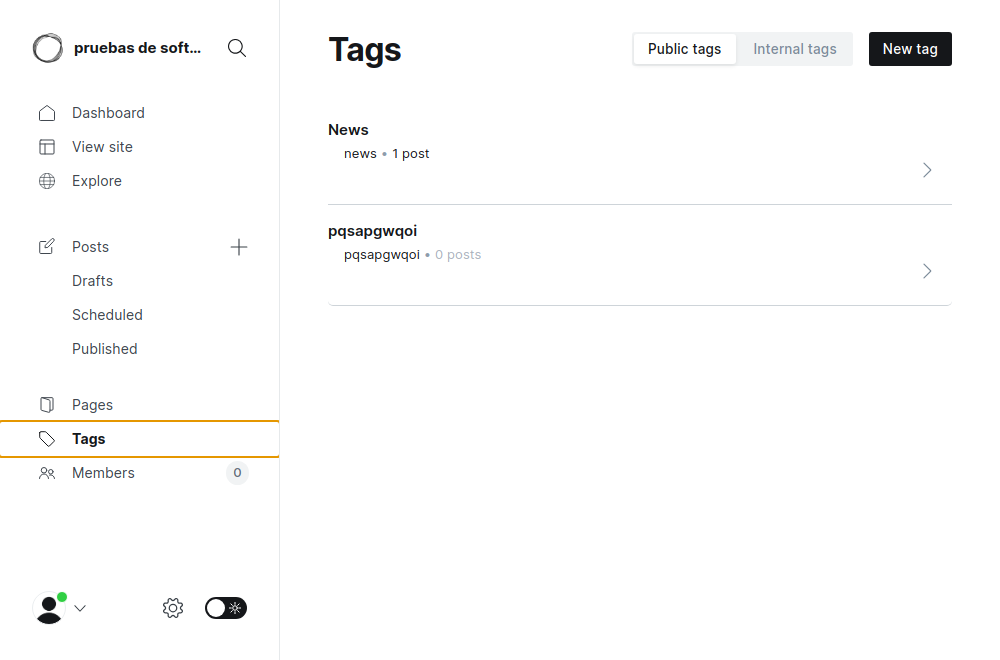 pruebas de soft...
Dashboard
View site
Explore
Posts
Drafts
Scheduled
Published
Pages
Tags
Members 0
Tags
Public tags
Internal tags
New tag
News
news • 1 post
pqsapgwqoi
pqsapgwqoi • 0 posts